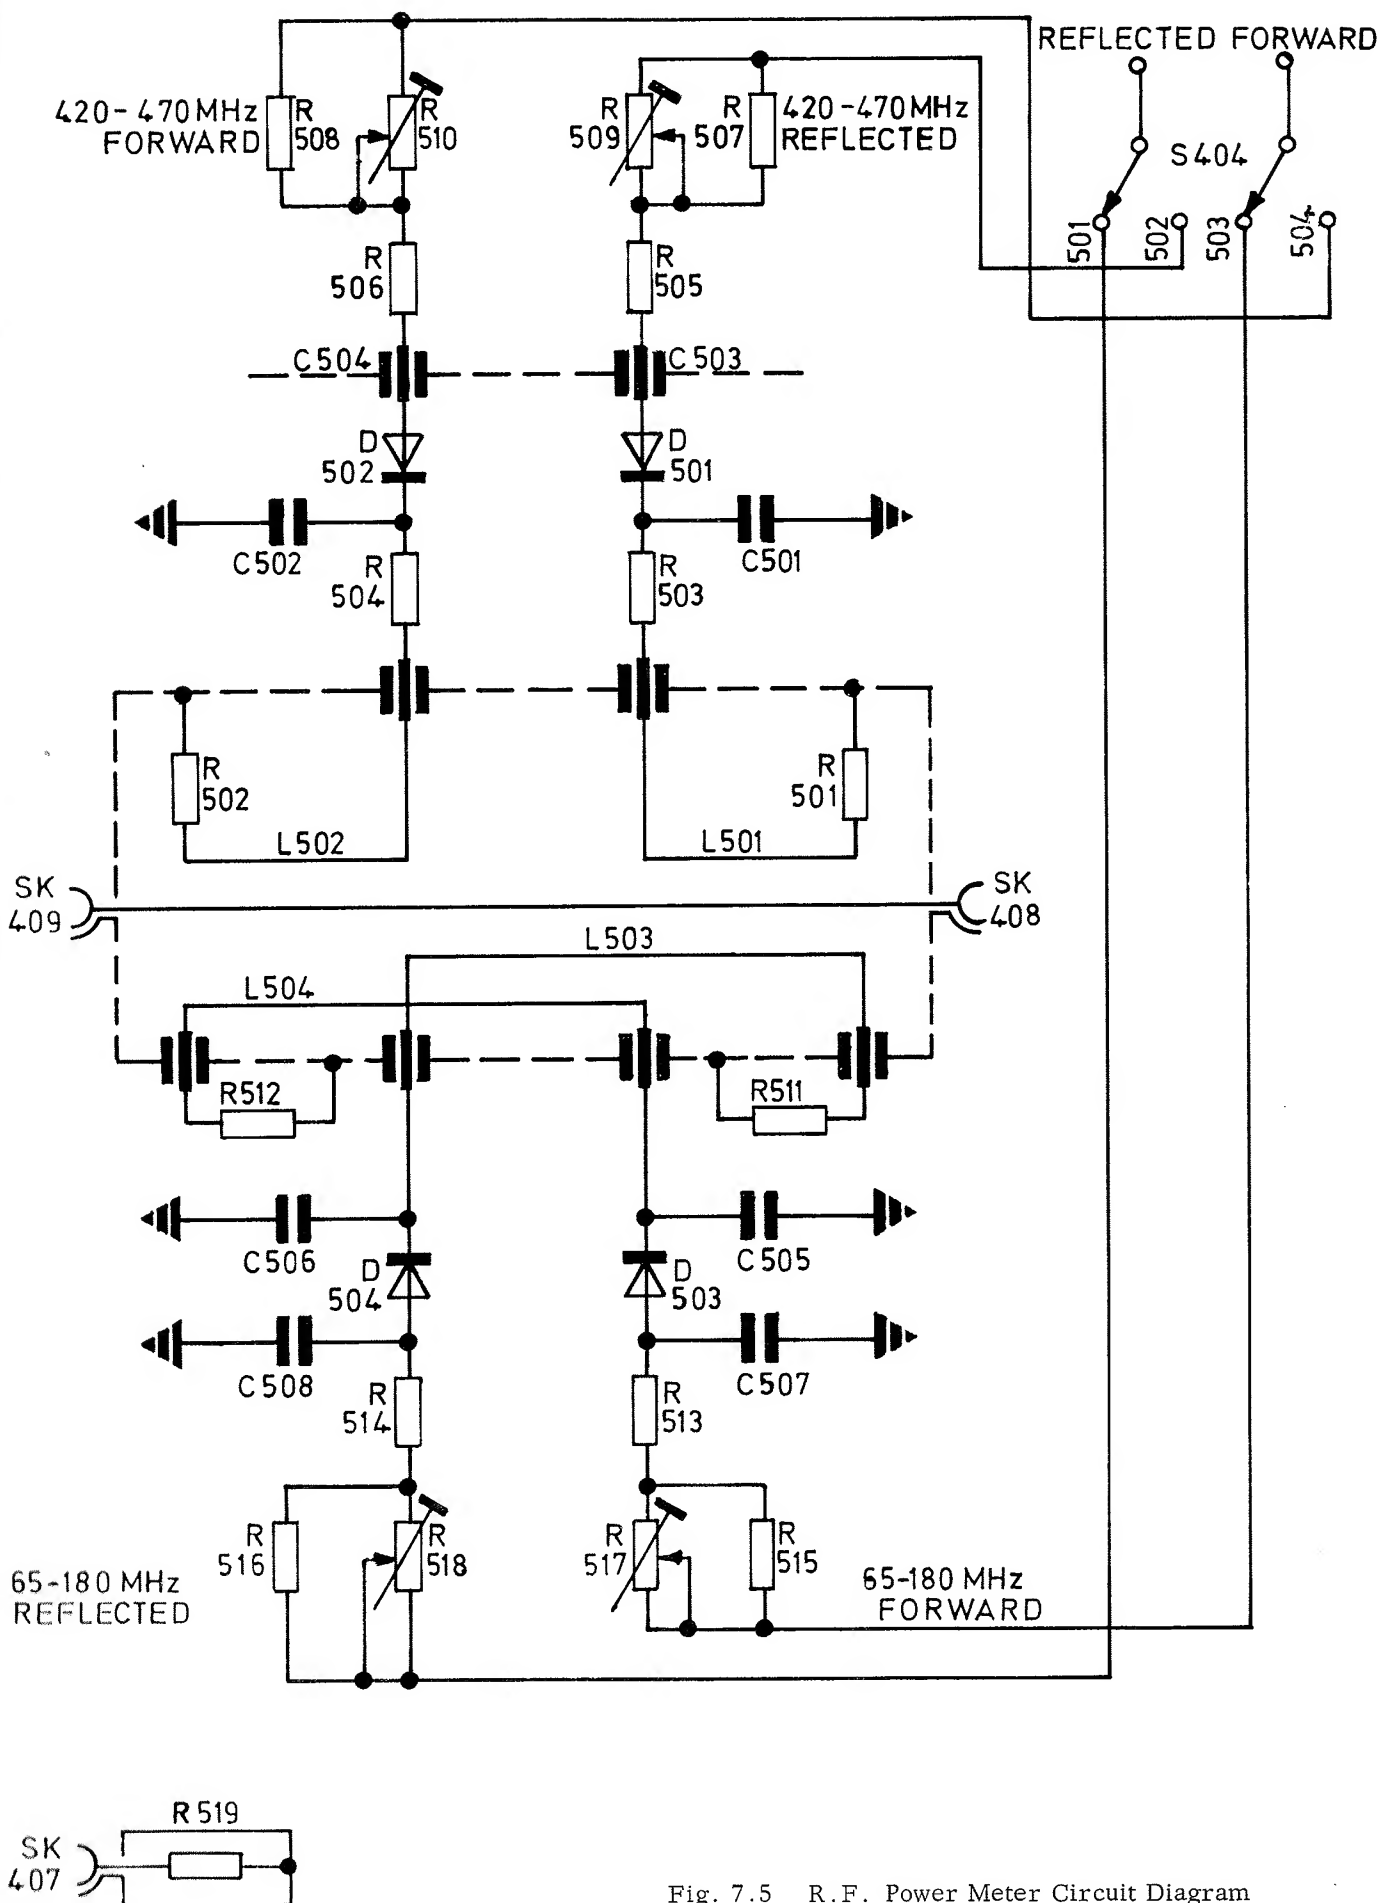 REFLECTED FORWARD
420-470MHz
FORWARD
R
508
R
510
R
509
R
507
420-470MHz
REFLECTED
S404
501
502
503
504
R
506
R
505
C504
C503
D
502
D
501
C502
C501
R
504
R
503
R
502
R
501
L502
L501
SK
409
SK
408
L503
L504
R512
R511
C506
C505
D
504
D
503
C508
C507
R
514
R
513
R
516
R
518
R
517
R
515
65-180 MHz
REFLECTED
65-180 MHz
FORWARD
R519
SK
407
Fig. 7.5 R.F. Power Meter Circuit Diagram